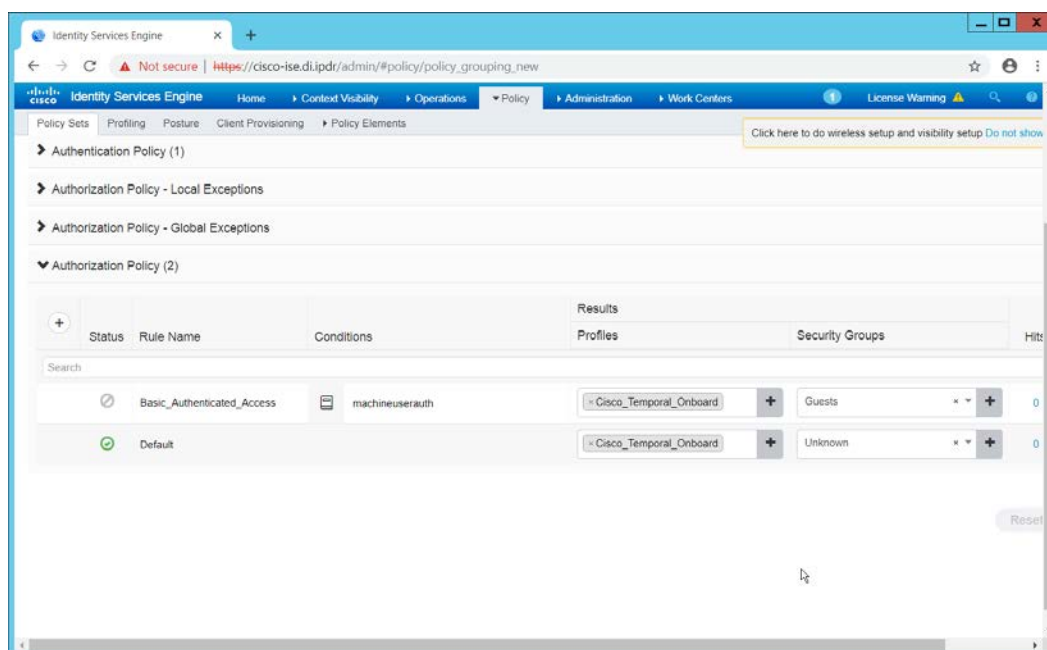 Identity Services Engine
Not secure | https://cisco-ise.di.ipdr/admin/#policy/policy_grouping_new
CISCO Identity Services Engine Home Context Visibility Operations Policy Administration Work Centers 1 License Warning
Policy Sets Profiling Posture Client Provisioning Policy Elements
Click here to do wireless setup and visibility setup Do not show
Authentication Policy (1)
Authorization Policy - Local Exceptions
Authorization Policy - Global Exceptions
Authorization Policy (2)
Results
Status Rule Name Conditions Profiles Security Groups Hits
Search
Basic_Authenticated_Access machineuserauth × Cisco_Temporal_Onboard Guests 0
Default × Cisco_Temporal_Onboard Unknown 0
Reset